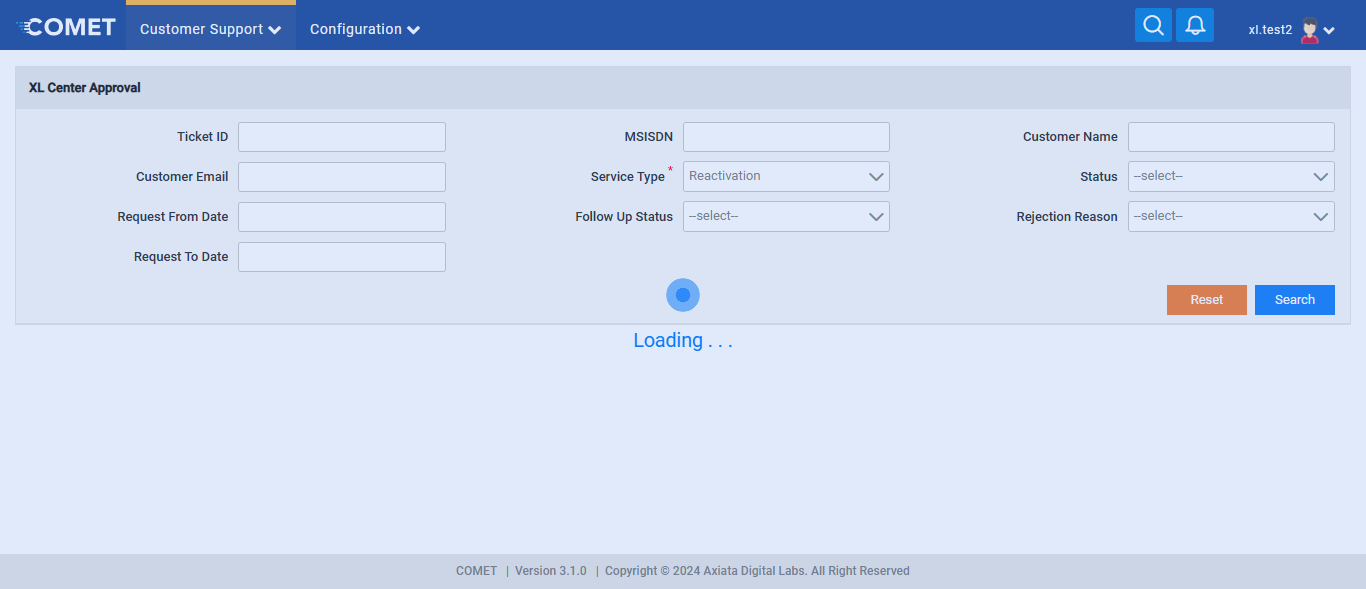 COMET Customer Support Configuration xl.test2
XL Center Approval
Ticket ID MSISDN Customer Name
Customer Email Service Type * Reactivation Status --select--
Request From Date Follow Up Status --select-- Rejection Reason --select--
Request To Date
Reset Search
Loading . . .
COMET | Version 3.1.0 | Copyright © 2024 Axiata Digital Labs. All Right Reserved